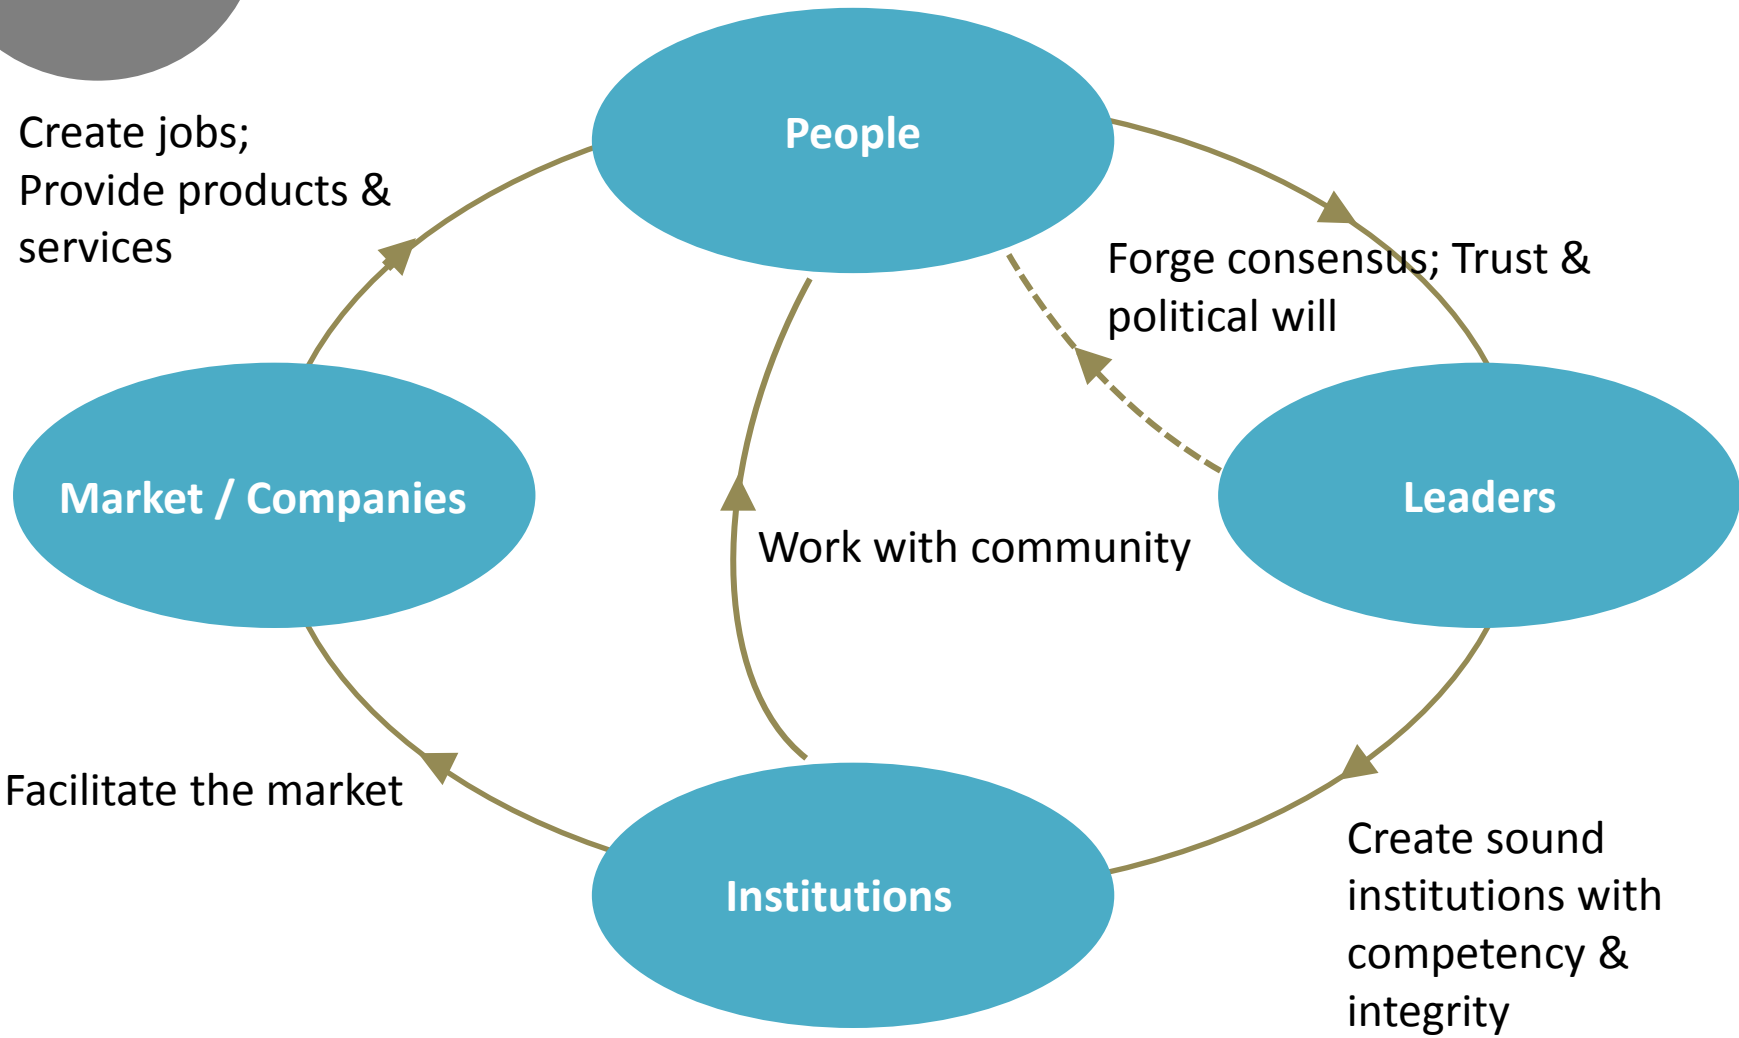 People
Create jobs;
Provide products &
services
Forge consensus; Trust &
political will
Market / Companies
Leaders
Work with community
Facilitate the market
Institutions
Create sound
institutions with
competency &
integrity